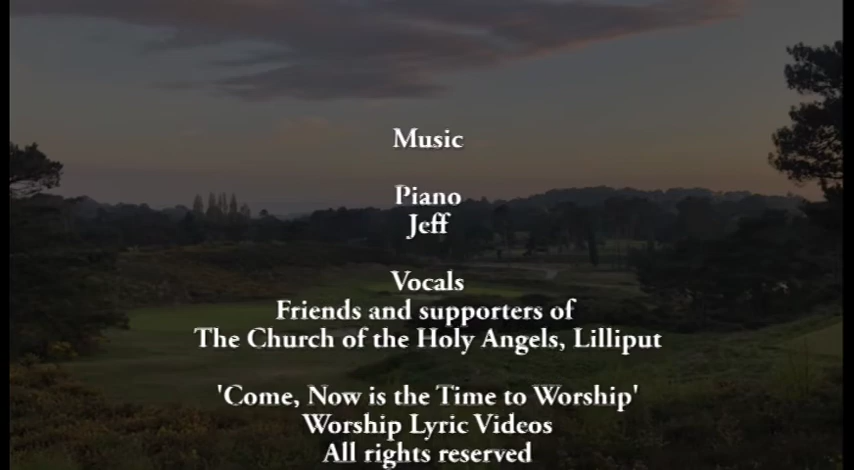 Music
Piano
Jeff
Vocals
Friends and supporters of
The Church of the Holy Angels, Lilliput
'Come, Now is the Time to Worship'
Worship Lyric Videos
All rights reserved